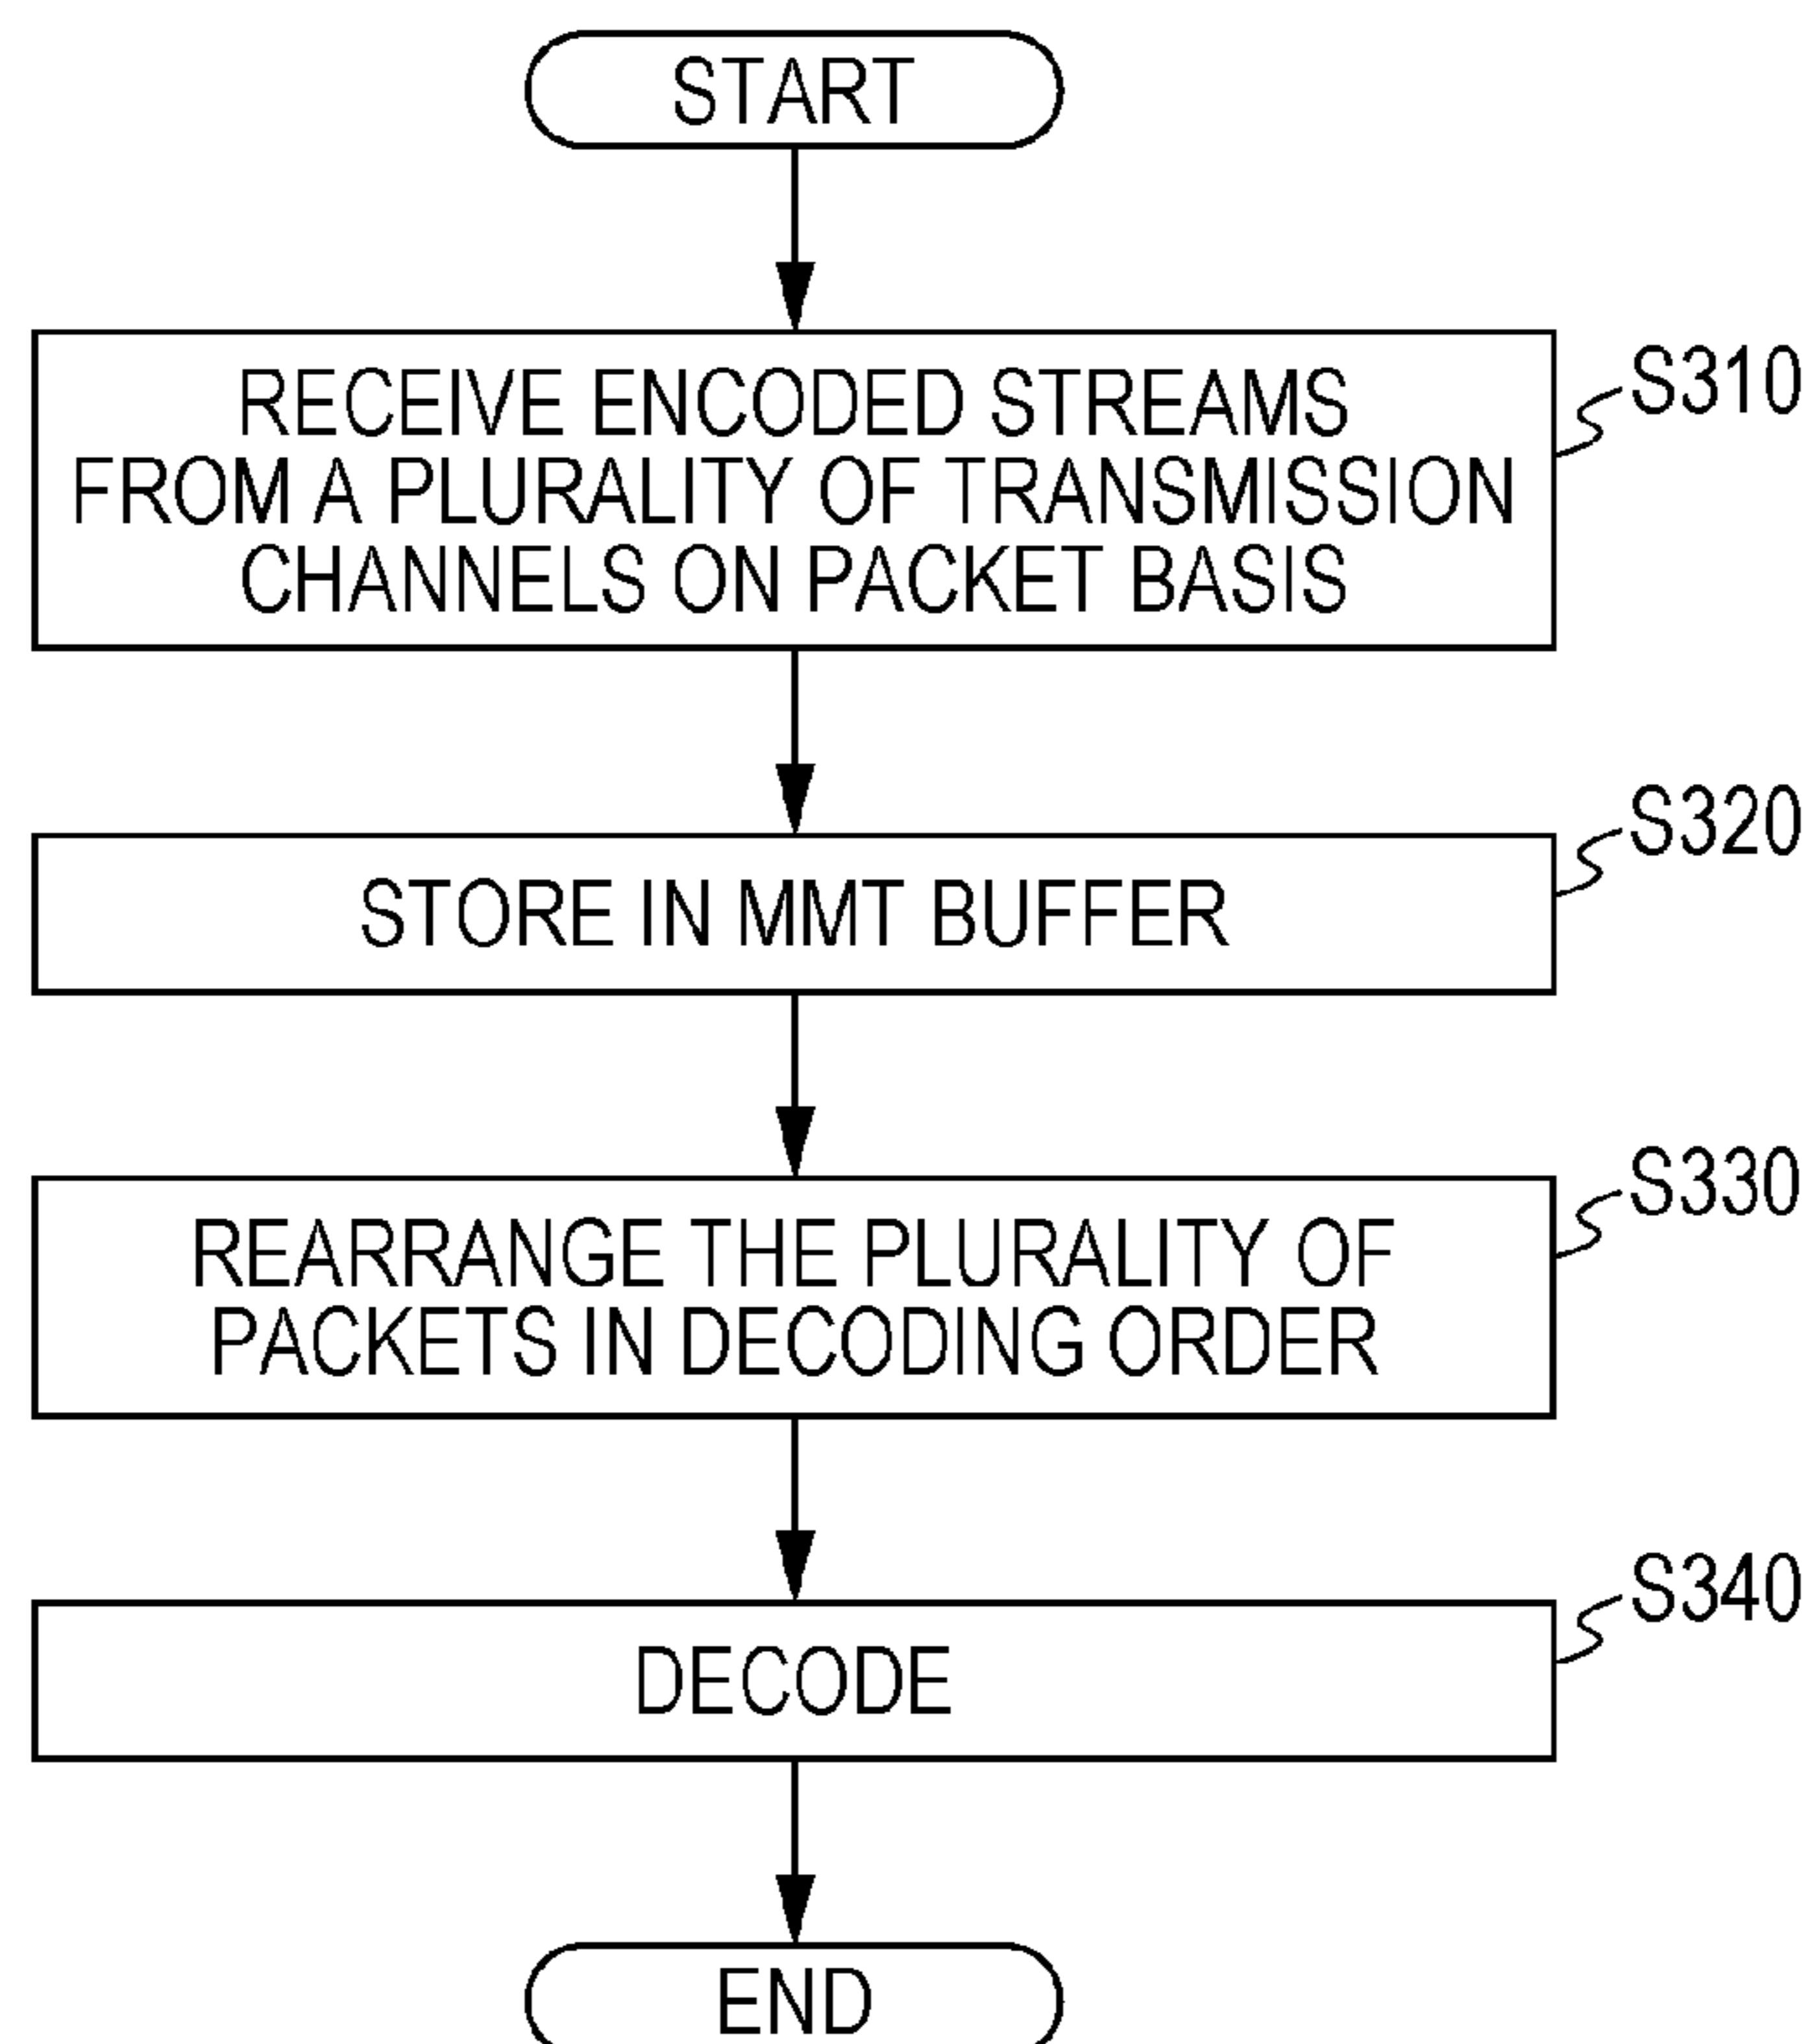 START
RECEIVE ENCODED STREAMS
FROM A PLURALITY OF TRANSMISSION
CHANNELS ON PACKET BASIS
S310
STORE IN MMT BUFFER
S320
REARRANGE THE PLURALITY OF
PACKETS IN DECODING ORDER
S330
DECODE
S340
END